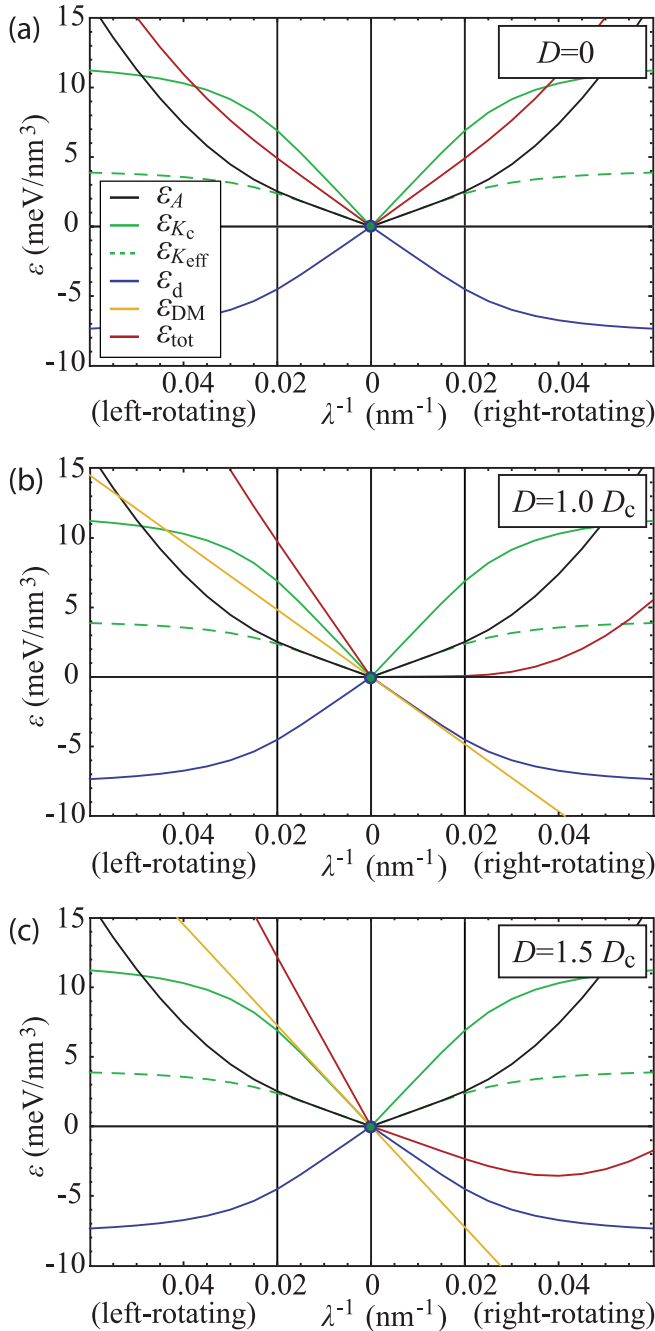 (a)
D=0
15
10
5
0
-5
-10
ε (meV/nm³)
ε_A
ε_Kc
ε_Keff
ε_d
ε_DM
ε_tot
0.04 0.02 0 0.02 0.04
(left-rotating) λ⁻¹ (nm⁻¹) (right-rotating)
(b)
D=1.0 D_c
15
10
5
0
-5
-10
ε (meV/nm³)
0.04 0.02 0 0.02 0.04
(left-rotating) λ⁻¹ (nm⁻¹) (right-rotating)
(c)
D=1.5 D_c
15
10
5
0
-5
-10
ε (meV/nm³)
0.04 0.02 0 0.02 0.04
(left-rotating) λ⁻¹ (nm⁻¹) (right-rotating)